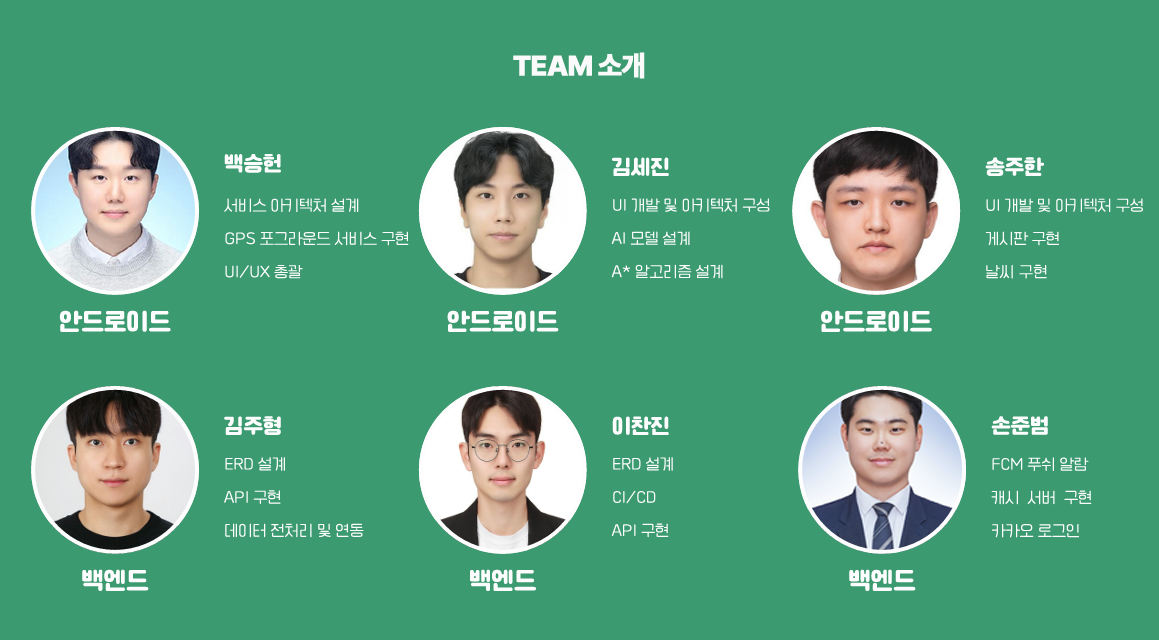 TEAM 소개
백승헌
서비스 아키텍처 설계
GPS 포그라운드 서비스 구현
UI/UX 총괄
안드로이드
김세진
UI 개발 및 아키텍처 구성
AI 모델 설계
A* 알고리즘 설계
안드로이드
송주한
UI 개발 및 아키텍처 구성
게시판 구현
날씨 구현
안드로이드
김주형
ERD 설계
API 구현
데이터 전처리 및 연동
백엔드
이찬진
ERD 설계
CI/CD
API 구현
백엔드
손준범
FCM 푸쉬 알람
캐시 서버 구현
카카오 로그인
백엔드